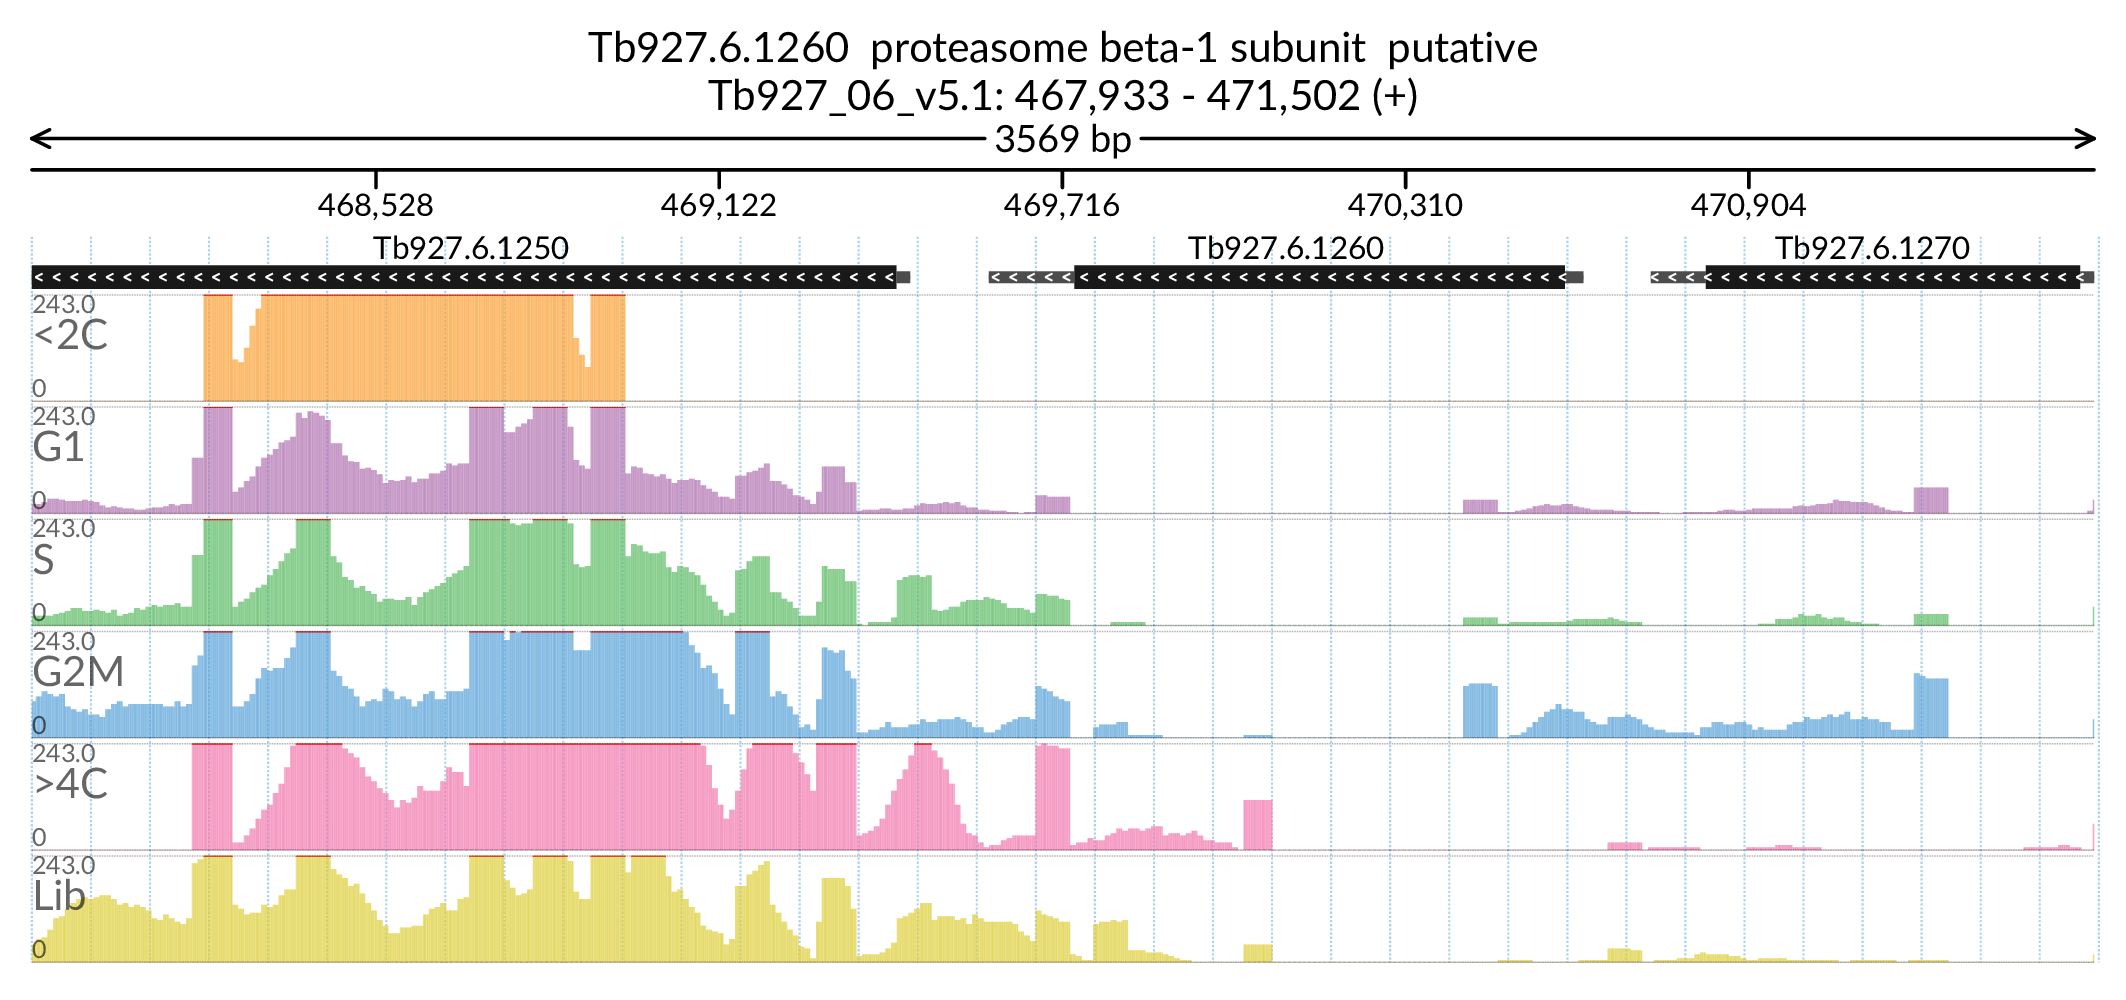 Tb927.6.1260  proteasome beta-1 subunit  putative
Tb927_06_v5.1: 467,933 - 471,502 (+)
3569 bp
468,528 469,122 469,716 470,310 470,904
Tb927.6.1250 Tb927.6.1260 Tb927.6.1270
243.0
<2C
0
243.0
G1
0
243.0
S
0
243.0
G2M
0
243.0
>4C
0
243.0
Lib
0